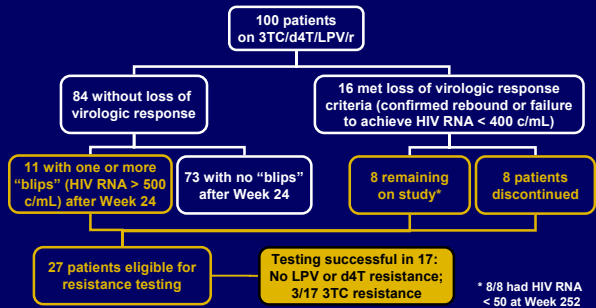 100 patients
on 3TC/d4T/LPV/r
84 without loss of
virologic response
16 met loss of virologic response
criteria (confirmed rebound or failure
to achieve HIV RNA < 400 c/mL)
11 with one or more
“blips” (HIV RNA > 500
c/mL) after Week 24
73 with no “blips”
after Week 24
8 remaining
on study*
8 patients
discontinued
27 patients eligible for
resistance testing
Testing successful in 17:
No LPV or d4T resistance;
3/17 3TC resistance
* 8/8 had HIV RNA
< 50 at Week 252